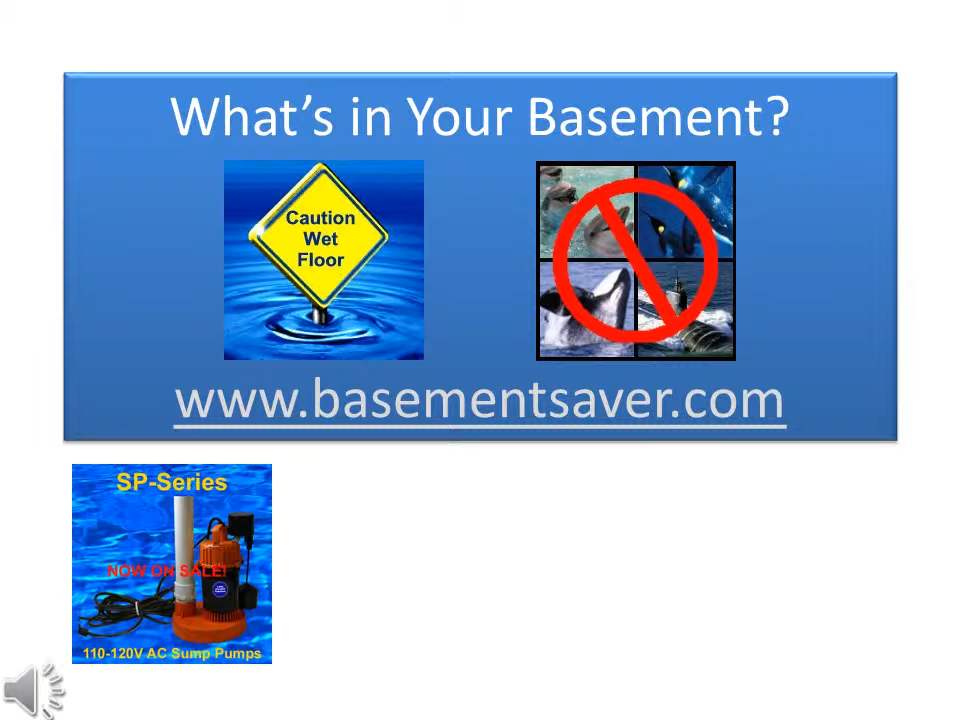 What’s in Your Basement?
Caution
Wet
Floor
www.basementsaver.com
SP-Series
NOW ON SALE!
110-120V AC Sump Pumps